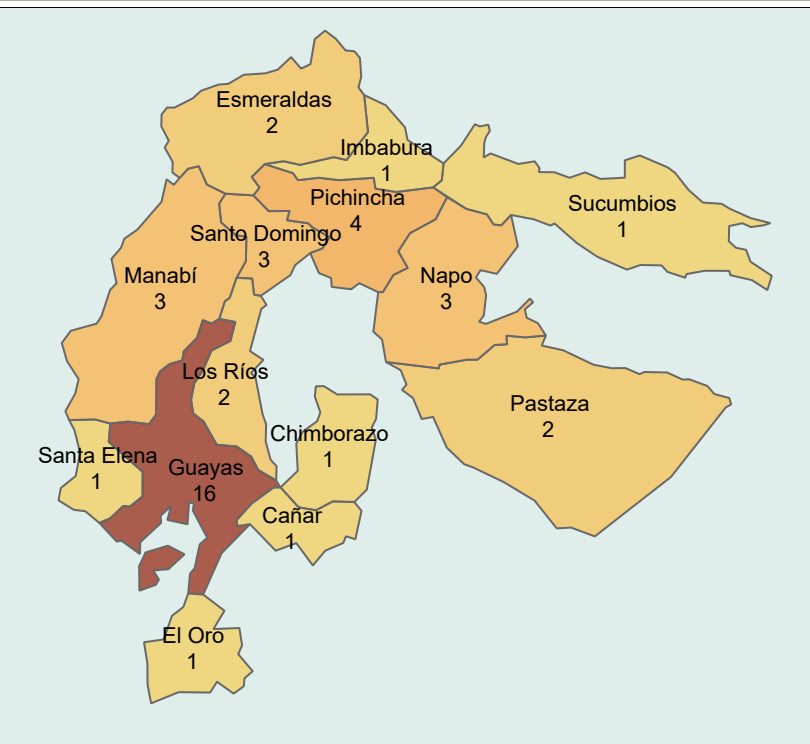 Esmeraldas
2
Imbabura
1
Pichincha
4
Sucumbios
1
Santo Domingo
3
Manabí
3
Napo
3
Los Ríos
2
Pastaza
2
Chimborazo
1
Santa Elena
1
Guayas
16
Cañar
1
El Oro
1